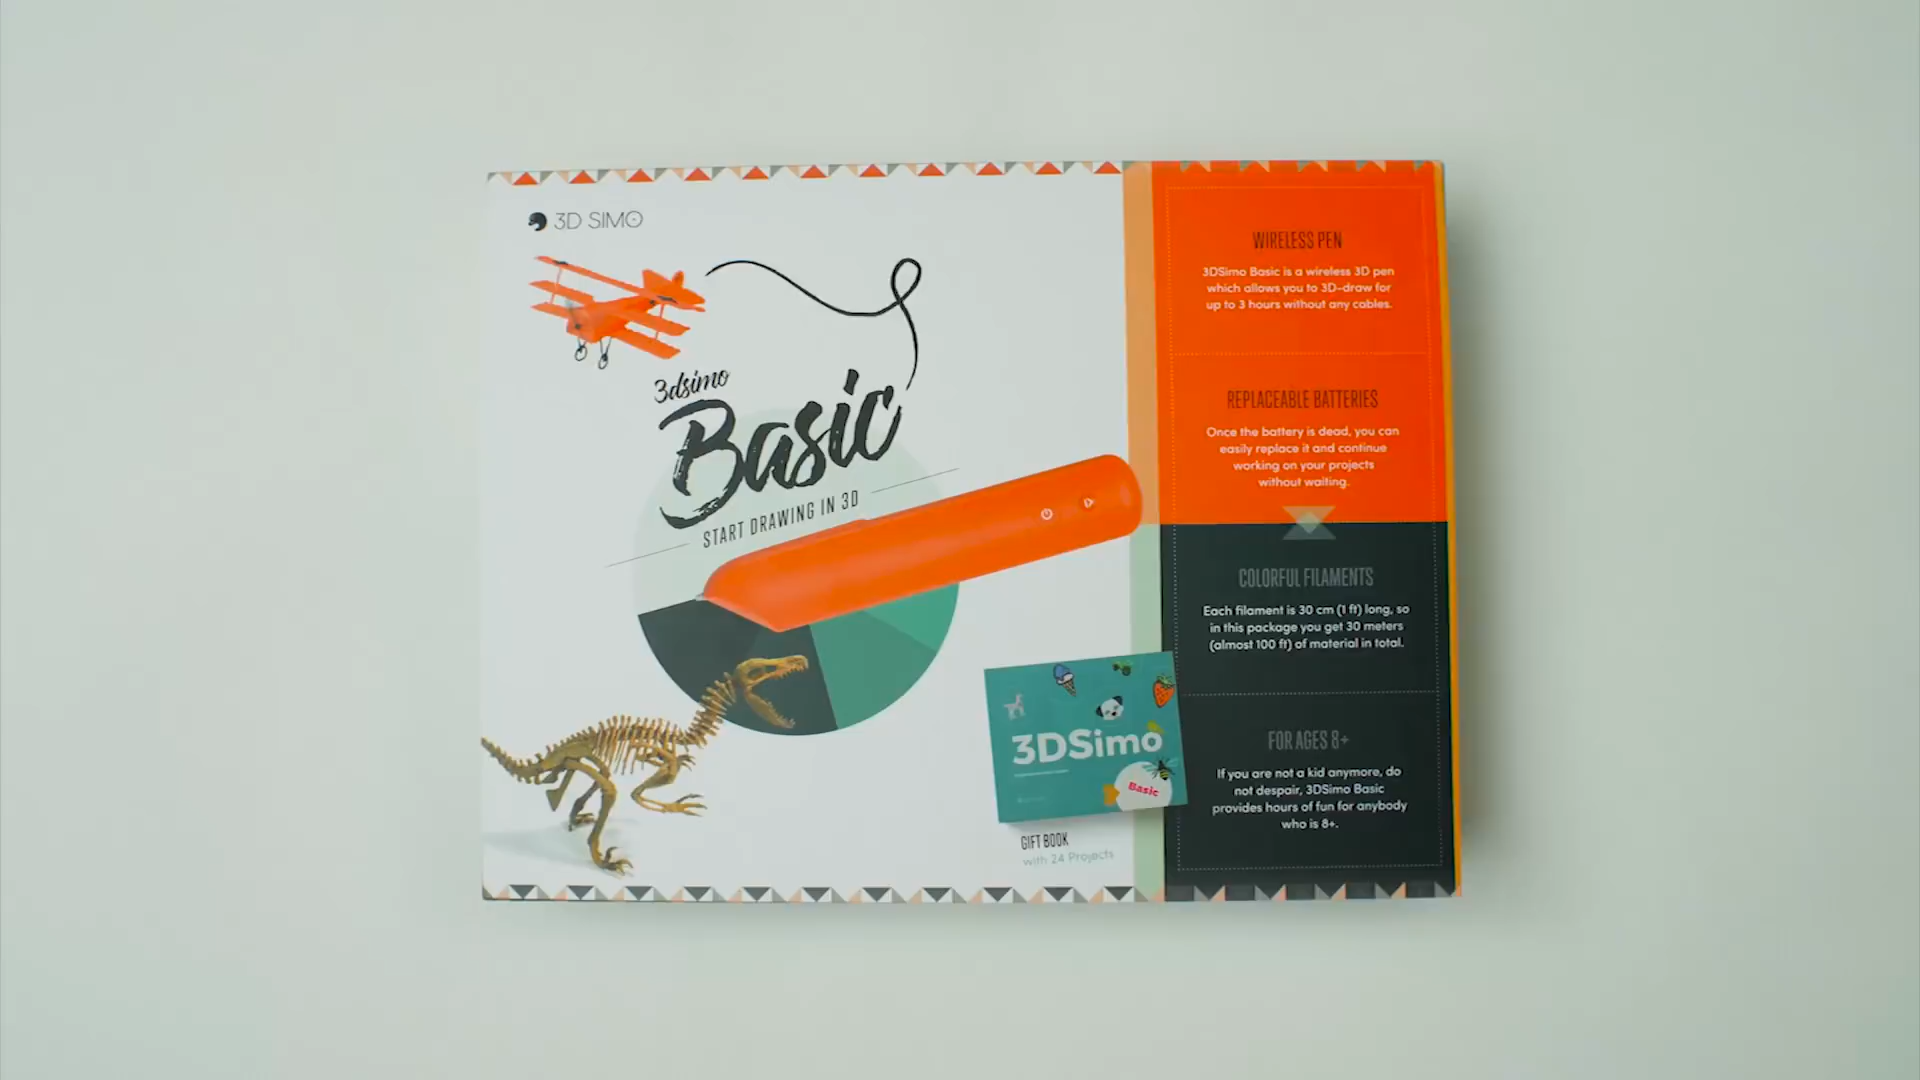 3D SIMO
3dsimo
Basic
START DRAWING IN 3D
3DSimo
Basic
GIFT BOOK
with 24 Projects
WIRELESS PEN
3DSimo Basic is a wireless 3D pen
which allows you to 3D-draw for
up to 3 hours without any cables.
REPLACEABLE BATTERIES
Once the battery is dead, you can
easily replace it and continue
working on your projects
without waiting.
COLORFUL FILAMENTS
Each filament is 30 cm (1 ft) long, so
in this package you get 30 meters
(almost 100 ft) of material in total.
FOR AGES 8+
If you are not a kid anymore, do
not despair, 3DSimo Basic
provides hours of fun for anybody
who is 8+.